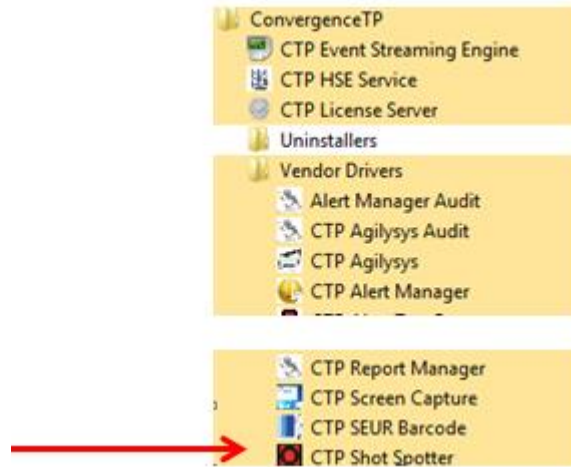 ConvergenceTP
CTP Event Streaming Engine
CTP HSE Service
CTP License Server
Uninstallers
Vendor Drivers
Alert Manager Audit
CTP Agilysys Audit
CTP Agilysys
CTP Alert Manager
CTP Report Manager
CTP Screen Capture
CTP SEUR Barcode
CTP Shot Spotter